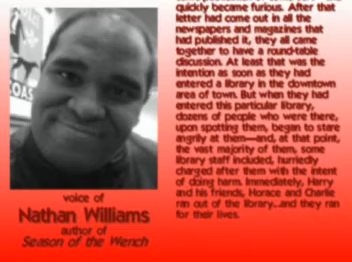 COAS
voice of
Nathan Williams
author of
Season of the Wench
quickly became furious. After that
letter had come out in all the
newspapers and magazines that
had published it, they all came
together to have a round-table
discussion. At least that was the
intention as soon as they had
entered a library in the downtown
area of town. But when they had
entered this particular library,
dozens of people who were there,
upon spotting them, began to stare
angrily at them—and, at that point,
the vast majority of them, some
library staff included, hurriedly
charged after them with the intent
of doing harm. Immediately, Harry
and his friends, Horace and Charlie
ran out of the library...and they ran
for their lives.